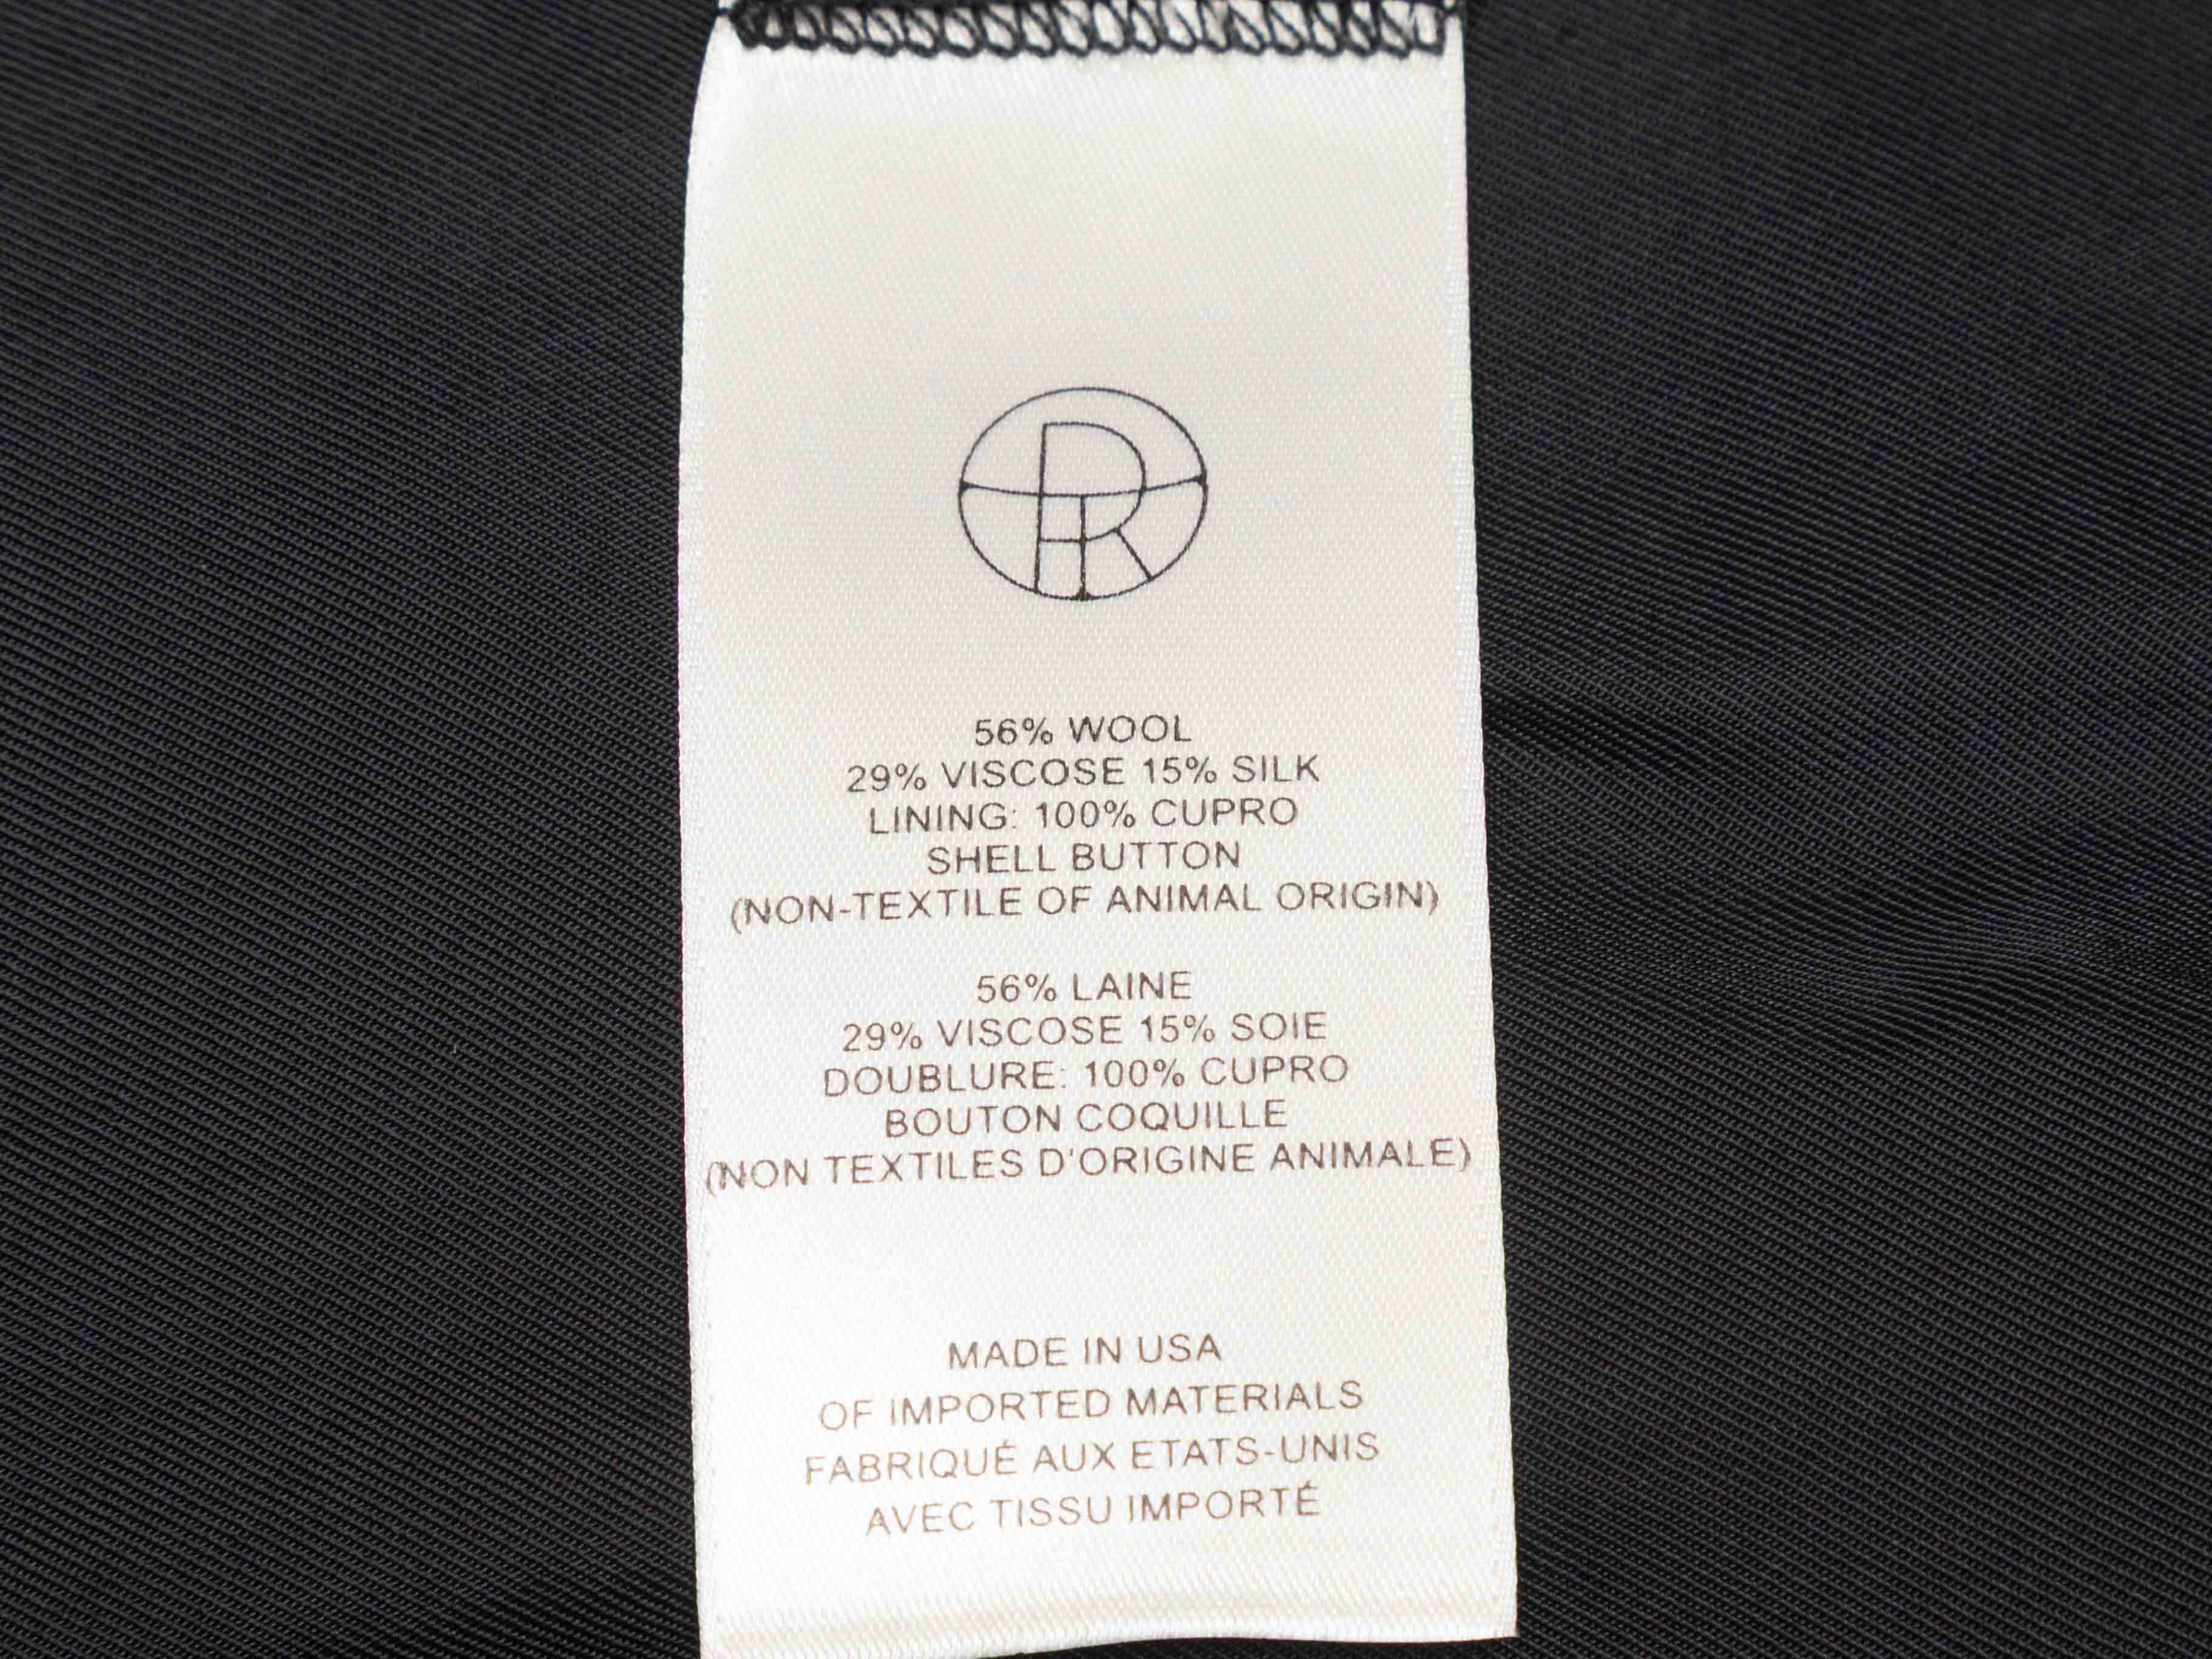 56% WOOL
29% VISCOSE 15% SILK
LINING: 100% CUPRO
SHELL BUTTON
(NON-TEXTILE OF ANIMAL ORIGIN)
56% LAINE
29% VISCOSE 15% SOIE
DOUBLURE: 100% CUPRO
BOUTON COQUILLE
(NON TEXTILES D'ORIGINE ANIMALE)
MADE IN USA
OF IMPORTED MATERIALS
FABRIQUÉ AUX ETATS-UNIS
AVEC TISSU IMPORTÉ